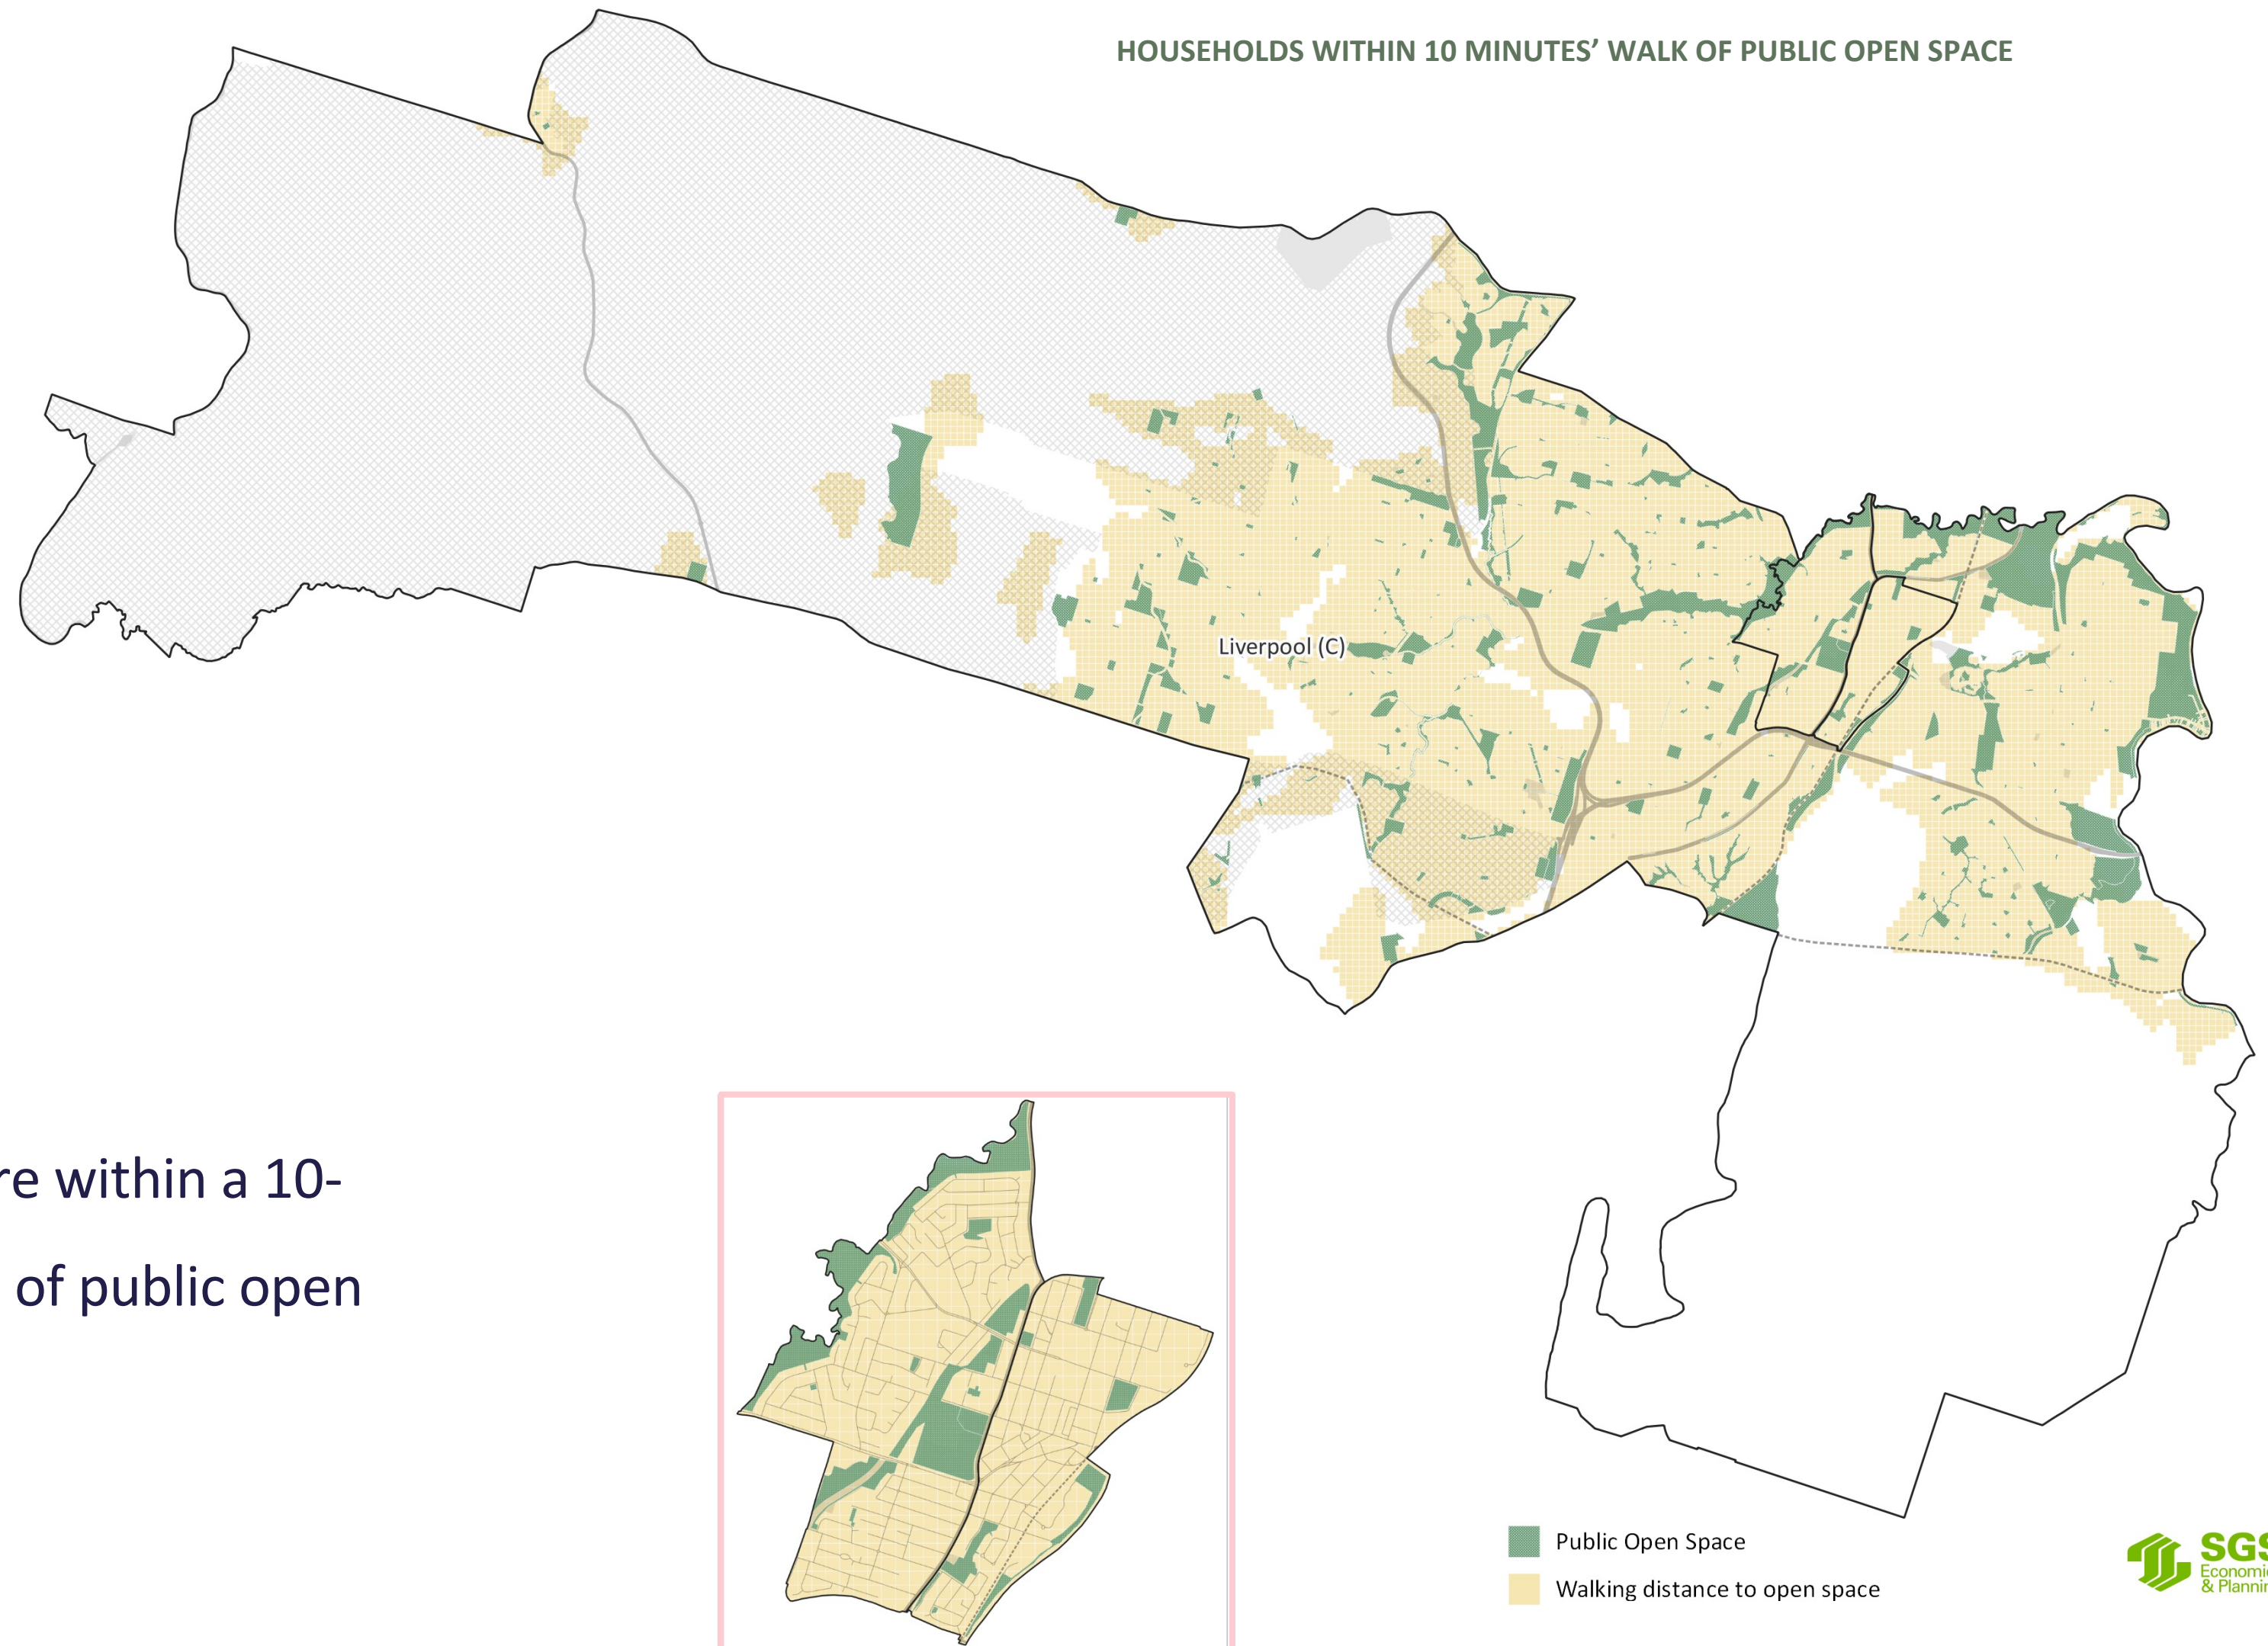 HOUSEHOLDS WITHIN 10 MINUTES’ WALK OF PUBLIC OPEN SPACE
Liverpool (C)
within a 10-
of public open
Public Open Space
Walking distance to open space
SGS
&